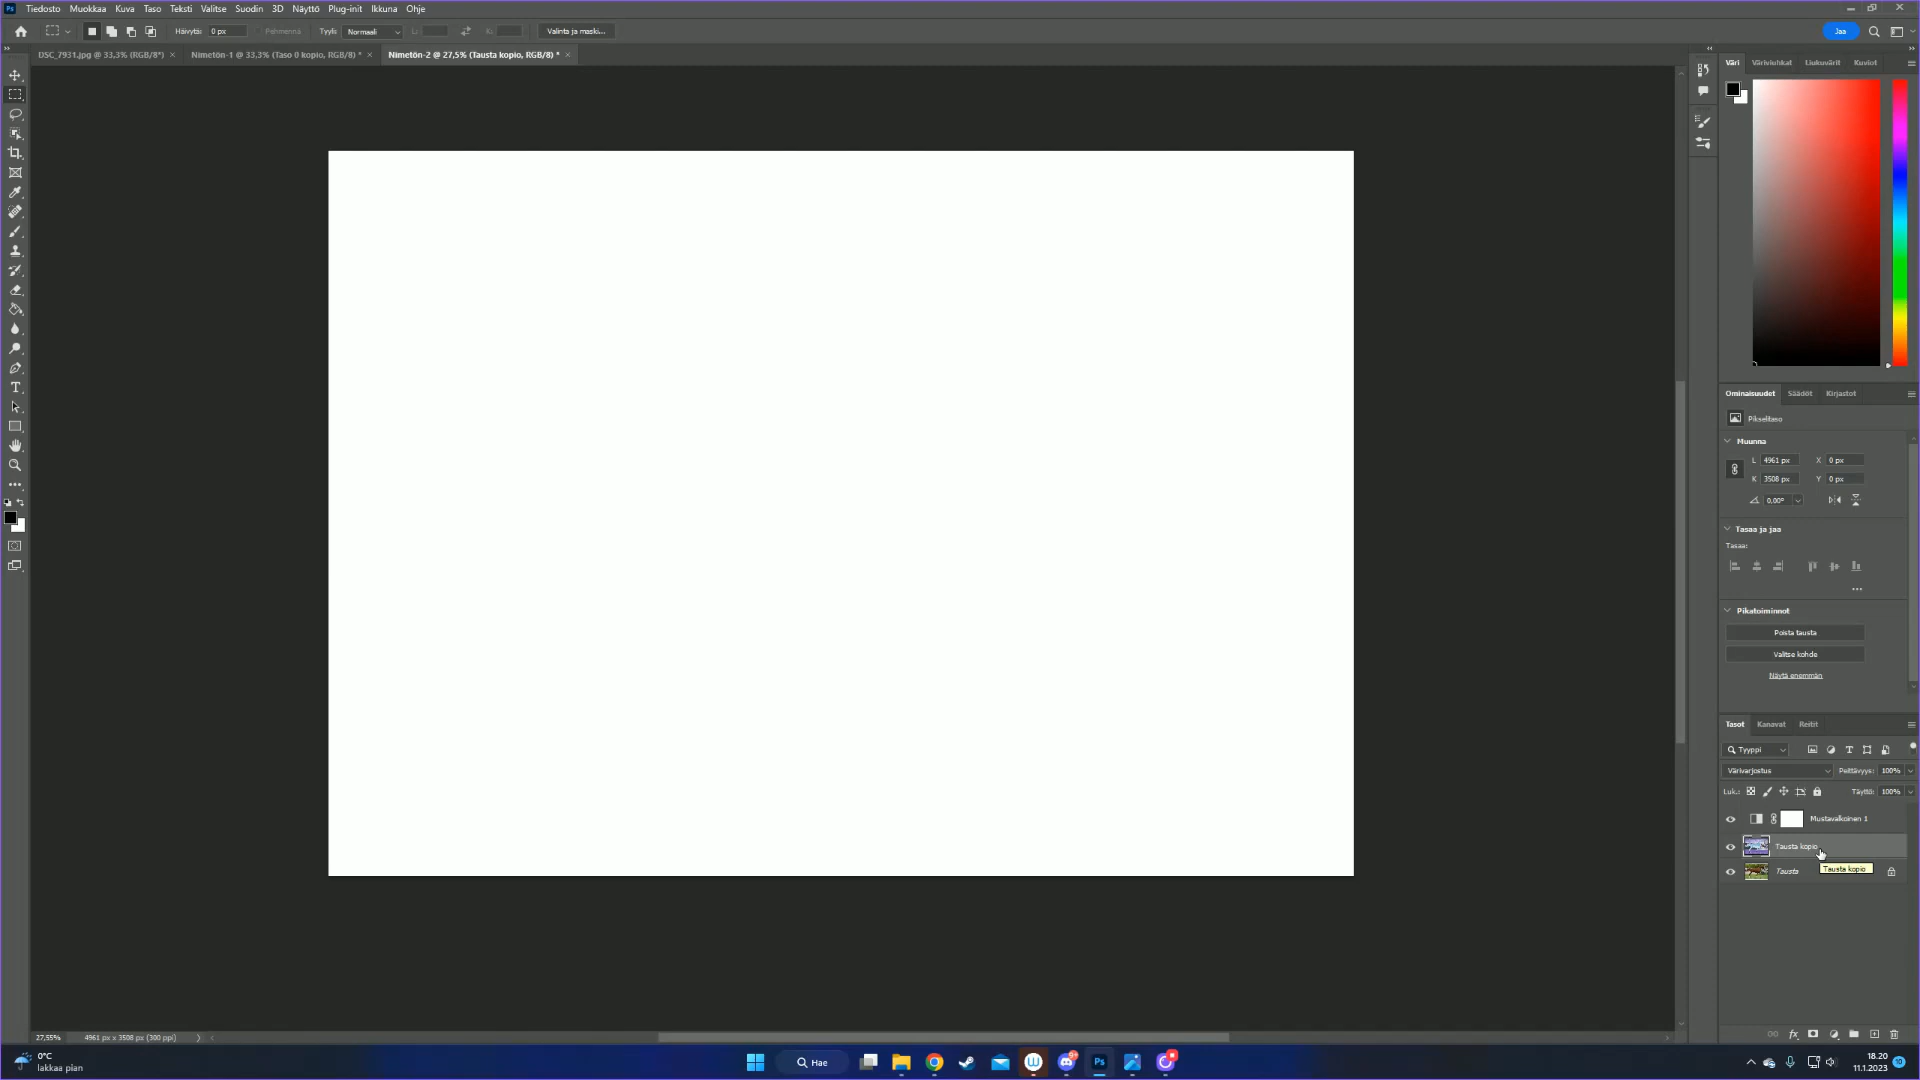 Ps Tiedosto Muokkaa Kuva Taso Teksti Valitse Suodin 3D Näyttö Plug-init Ikkuna Ohje
Häivytä: 0 px Pehmennä Tyyli Normaali L: K: Valinta ja maski... Jaa
DSC_7931.jpg @ 33,3% (RGB/8*) × Nimetön-1 @ 33,3% (Taso 0 kopio, RGB/8) * × Nimetön-2 @ 27,5% (Tausta kopio, RGB/8) * ×
Väri Väriviuhkat Liukuvärit Kuviot
Ominaisuudet Säädöt Kirjastot
Pikselitaso
Muunna
L 4961 px X 0 px
K 3508 px Y 0 px
0,00°
Tasaa ja jaa
Tasaa:
Pikatoiminnot
Poista tausta
Valitse kohde
Näytä enemmän
Tasot Kanavat Reitit
Tyyppi
Värivarjostus Peittävyys: 100%
Luk.: Täyttö: 100%
Mustavalkoinen 1
Tausta kopio
Tausta
Tausta kopio
27,55% 4961 px x 3508 px (300 ppi)
0°C
lakkaa pian
Hae
18.20
11.1.2023
10